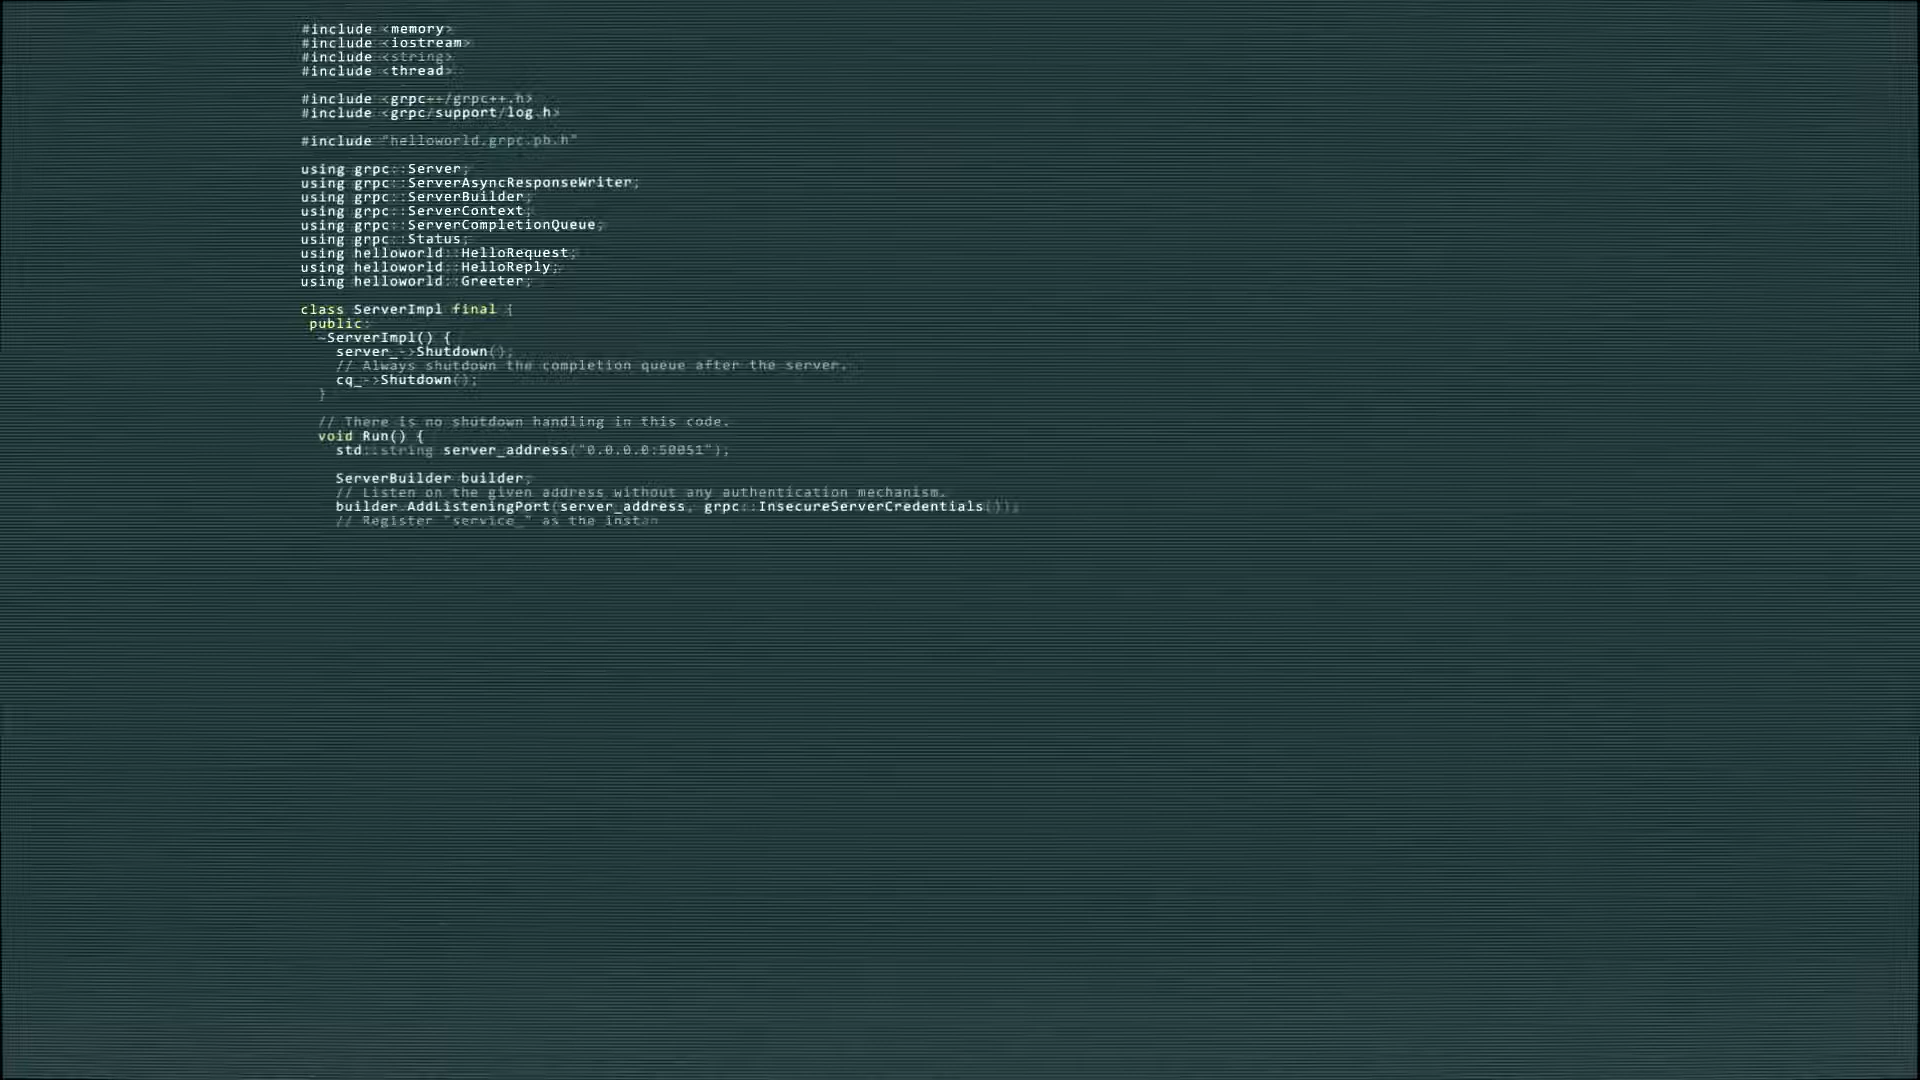 #include <memory>
#include <iostream>
#include <string>
#include <thread>
#include <grpc++/grpc++.h>
#include <grpc/support/log.h>
#include "helloworld.grpc.pb.h"
using grpc::Server;
using grpc::ServerAsyncResponseWriter;
using grpc::ServerBuilder;
using grpc::ServerContext;
using grpc::ServerCompletionQueue;
using grpc::Status;
using helloworld::HelloRequest;
using helloworld::HelloReply;
using helloworld::Greeter;
class ServerImpl final {
public:
~ServerImpl() {
server_->Shutdown();
// Always shutdown the completion queue after the server.
cq_->Shutdown();
}
// There is no shutdown handling in this code.
void Run() {
std::string server_address("0.0.0.0:50051");
ServerBuilder builder;
// Listen on the given address without any authentication mechanism.
builder.AddListeningPort(server_address, grpc::InsecureServerCredentials());
// Register "service_" as the instan